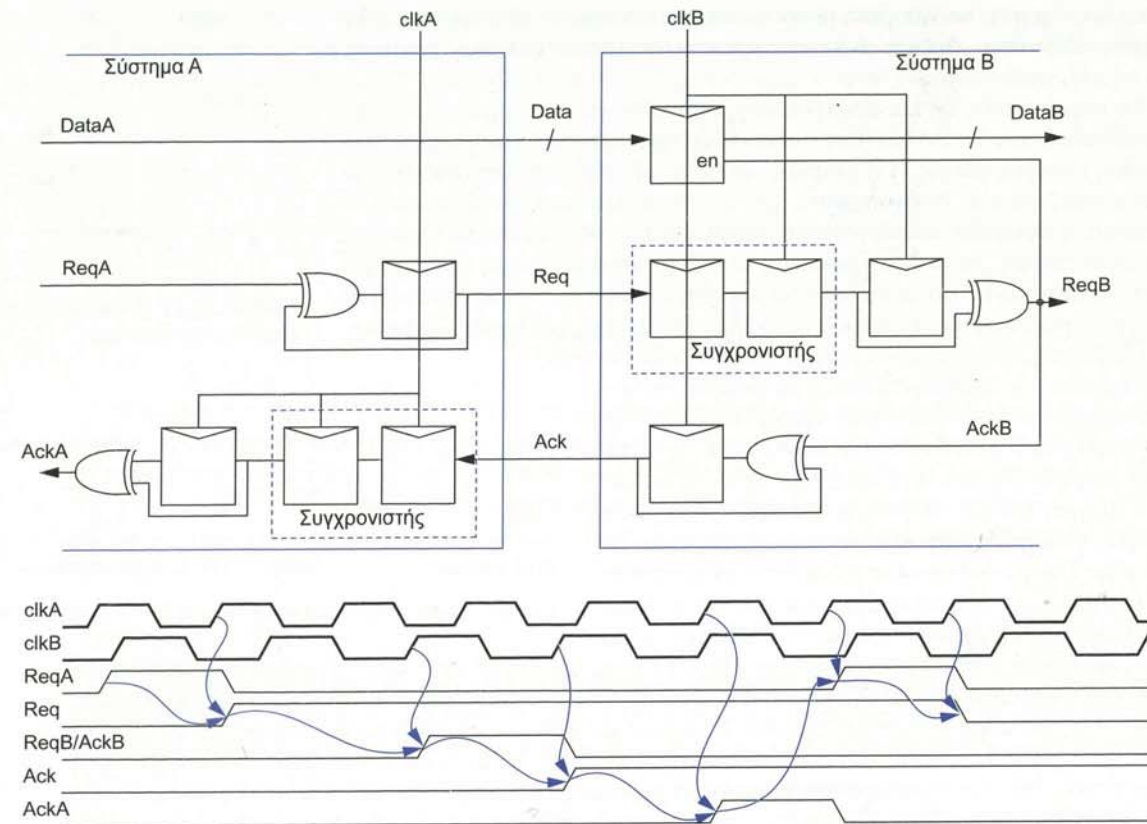 clkA
clkB
Σύστημα A
Σύστημα B
DataA
Data
DataB
en
ReqA
Req
ReqB
Συγχρονιστής
AckA
Ack
AckB
Συγχρονιστής
clkA
clkB
ReqA
Req
ReqB/AckB
Ack
AckA